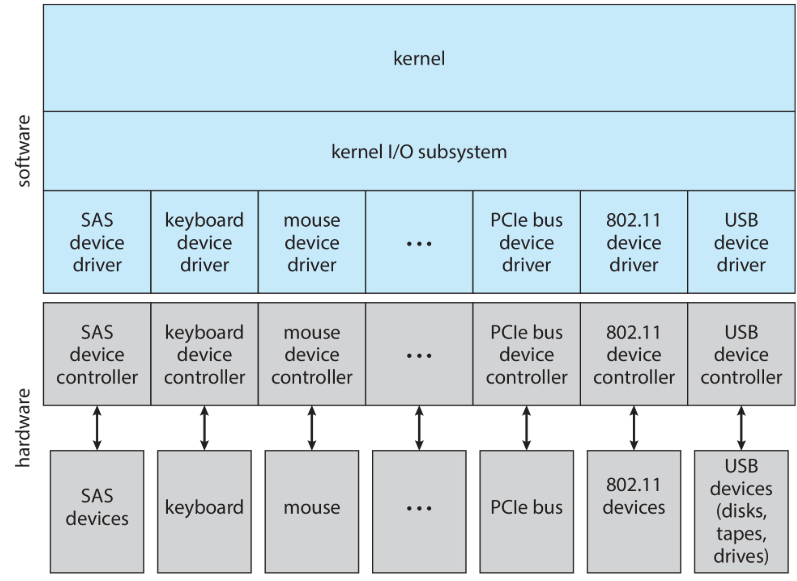 software
kernel
kernel I/O subsystem
SAS
device
driver
keyboard
device
driver
mouse
device
driver
...
PCIe bus
device
driver
802.11
device
driver
USB
device
driver
hardware
SAS
device
controller
keyboard
device
controller
mouse
device
controller
...
PCIe bus
device
controller
802.11
device
controller
USB
device
controller
SAS
devices
keyboard
mouse
...
PCIe bus
802.11
devices
USB
devices
(disks,
tapes,
drives)